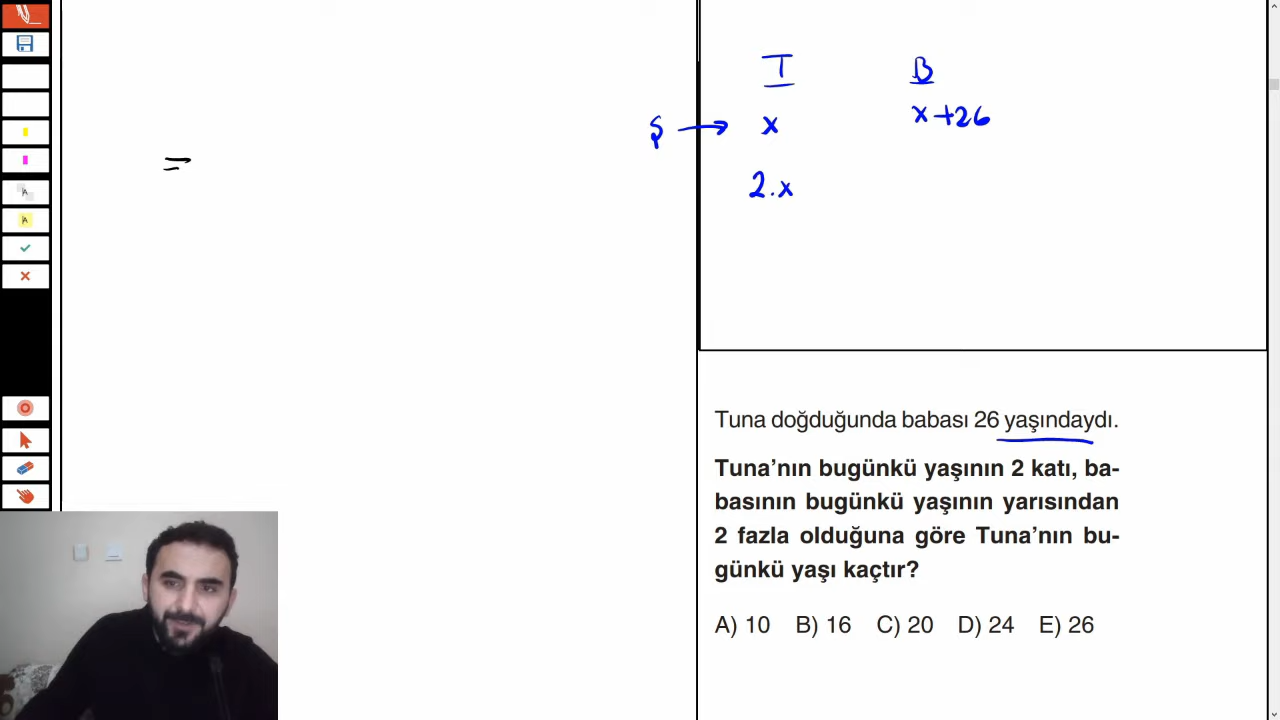 T B
Ş → x x+26
2.x
=
Tuna doğduğunda babası 26 yaşındaydı.
Tuna’nın bugünkü yaşının 2 katı, ba-
basının bugünkü yaşının yarısından
2 fazla olduğuna göre Tuna’nın bu-
günkü yaşı kaçtır?
A) 10 B) 16 C) 20 D) 24 E) 26